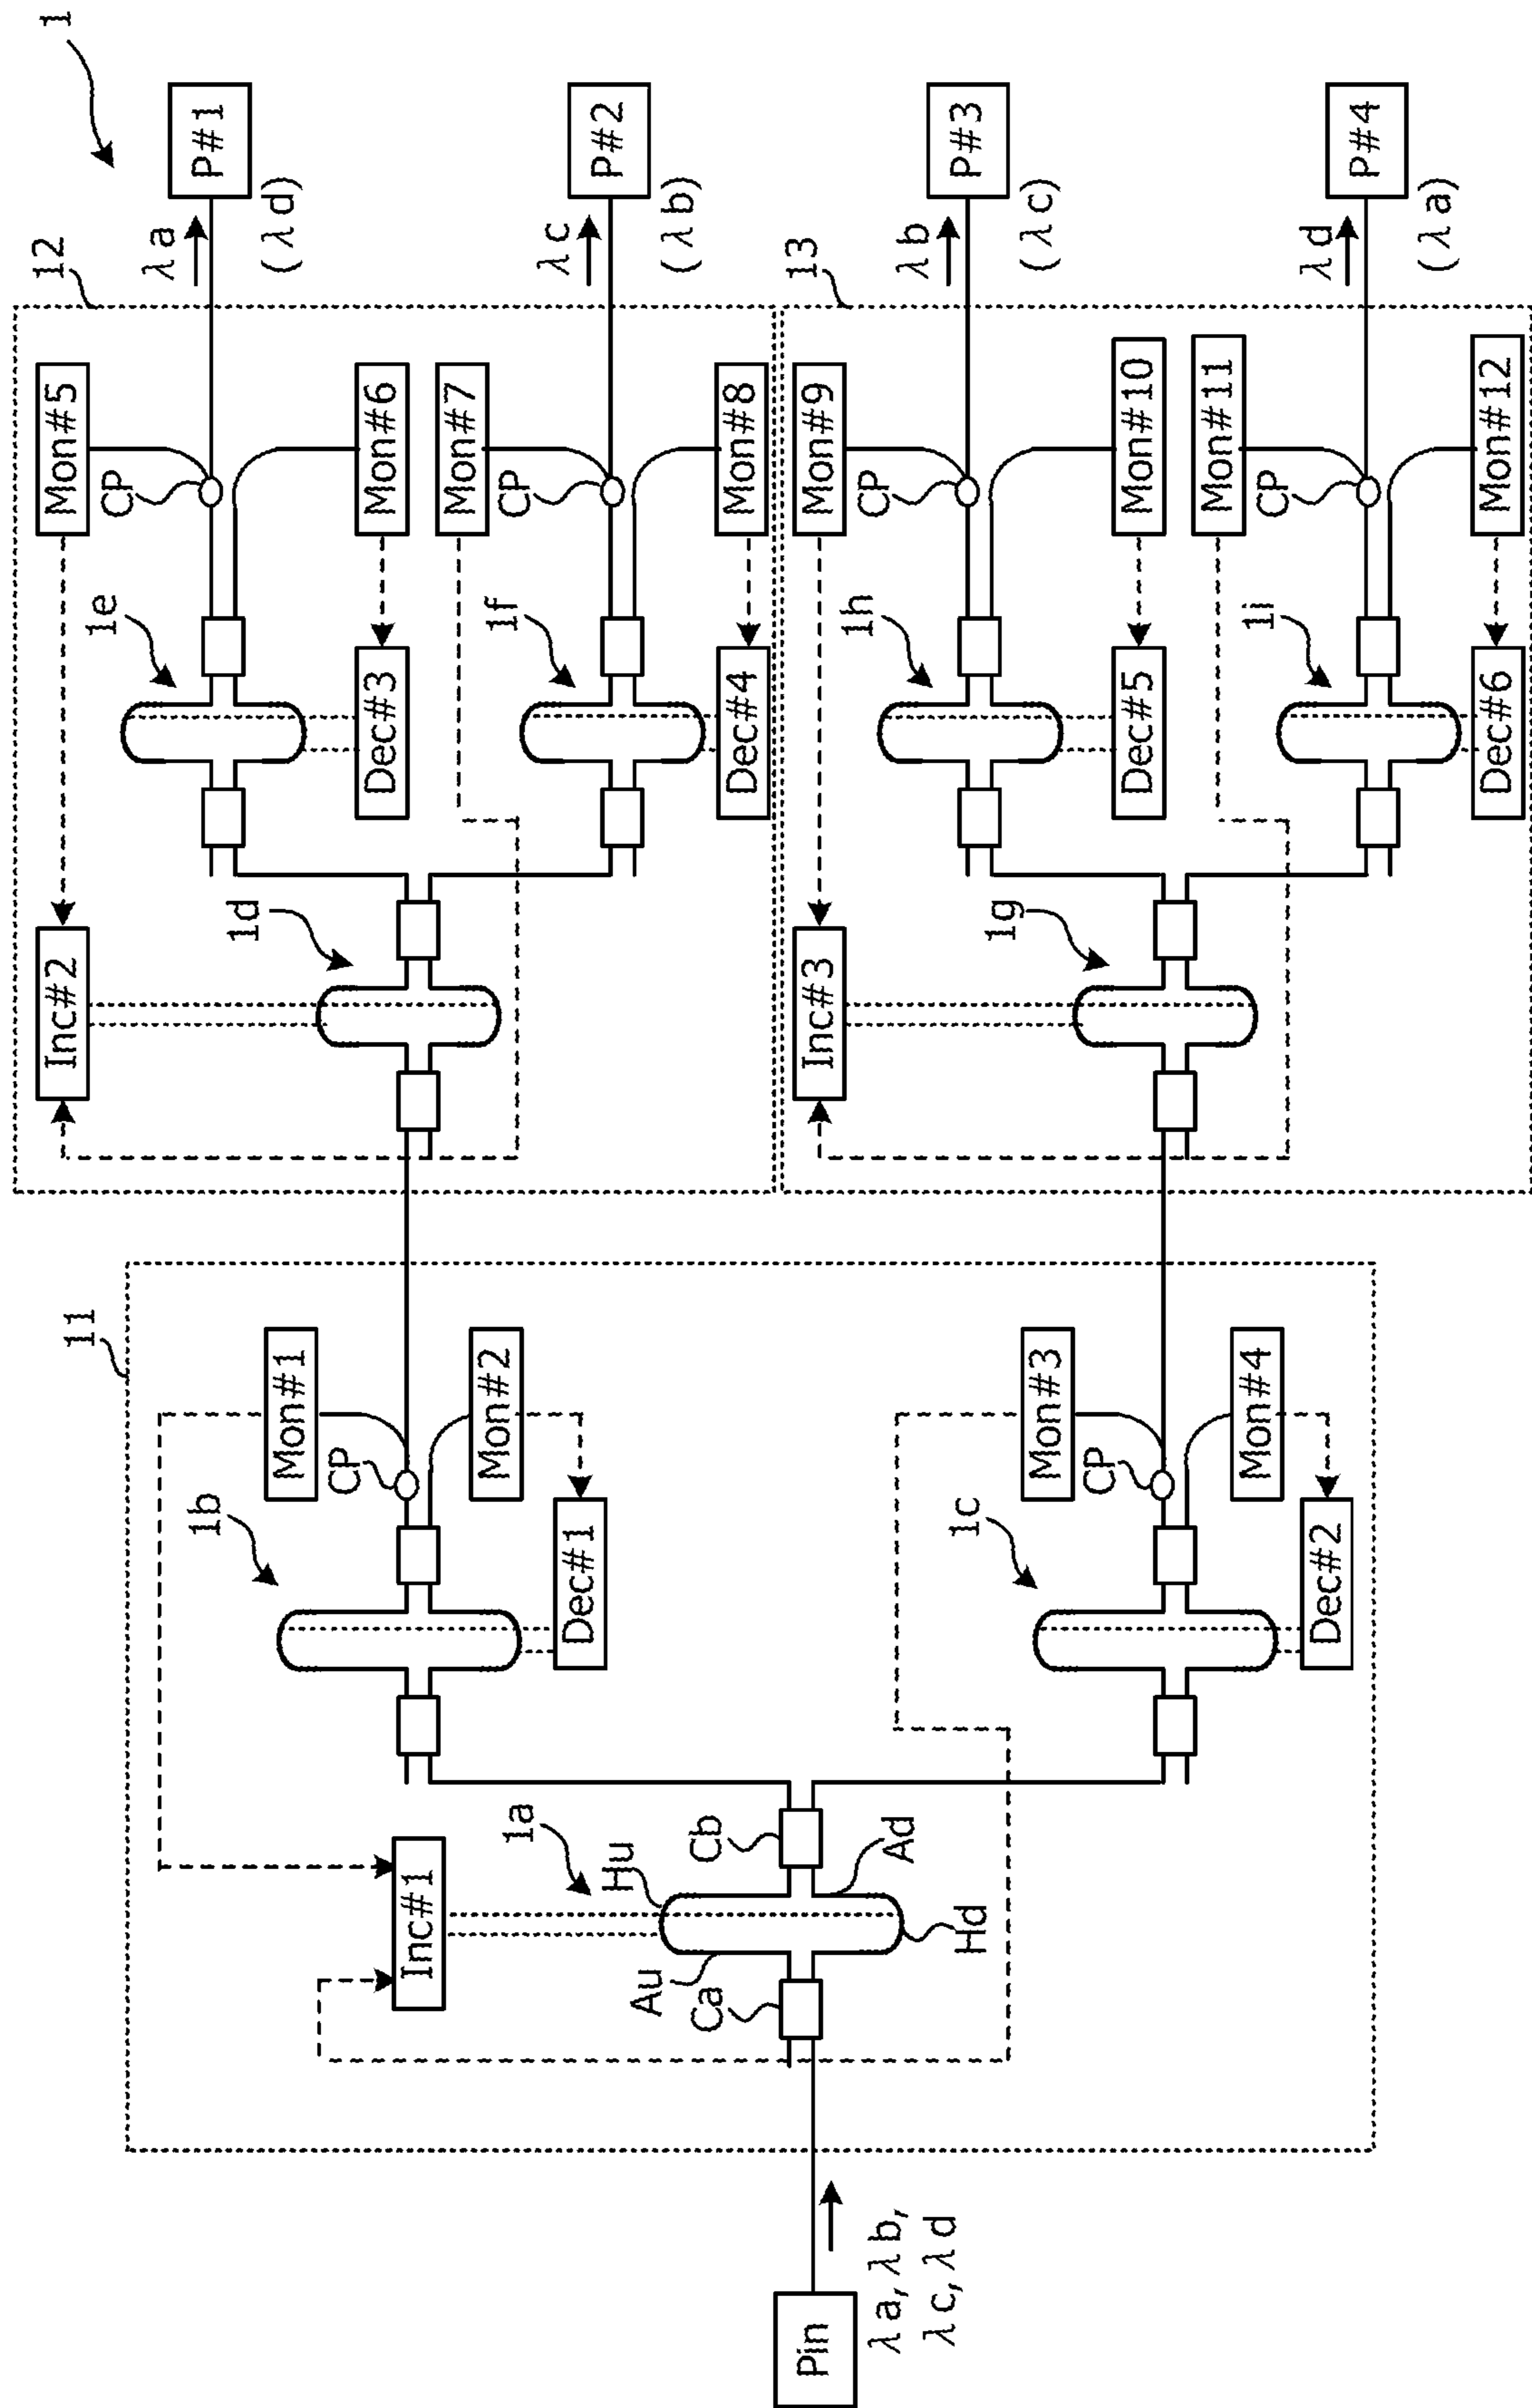 1
11
12
13
Pin
λa, λb,
λc, λd
Inc#1
1a
Hu
Hd
Au
Ad
Ca
Cb
1b
CP
Mon#1
Mon#2
Dec#1
1c
CP
Mon#3
Mon#4
Dec#2
Inc#2
1d
1e
CP
Mon#5
Mon#6
Dec#3
1f
CP
Mon#7
Mon#8
Dec#4
Inc#3
1g
1h
CP
Mon#9
Mon#10
Dec#5
1i
CP
Mon#11
Mon#12
Dec#6
λa
(λd)
P#1
λc
(λb)
P#2
λb
(λc)
P#3
λd
(λa)
P#4